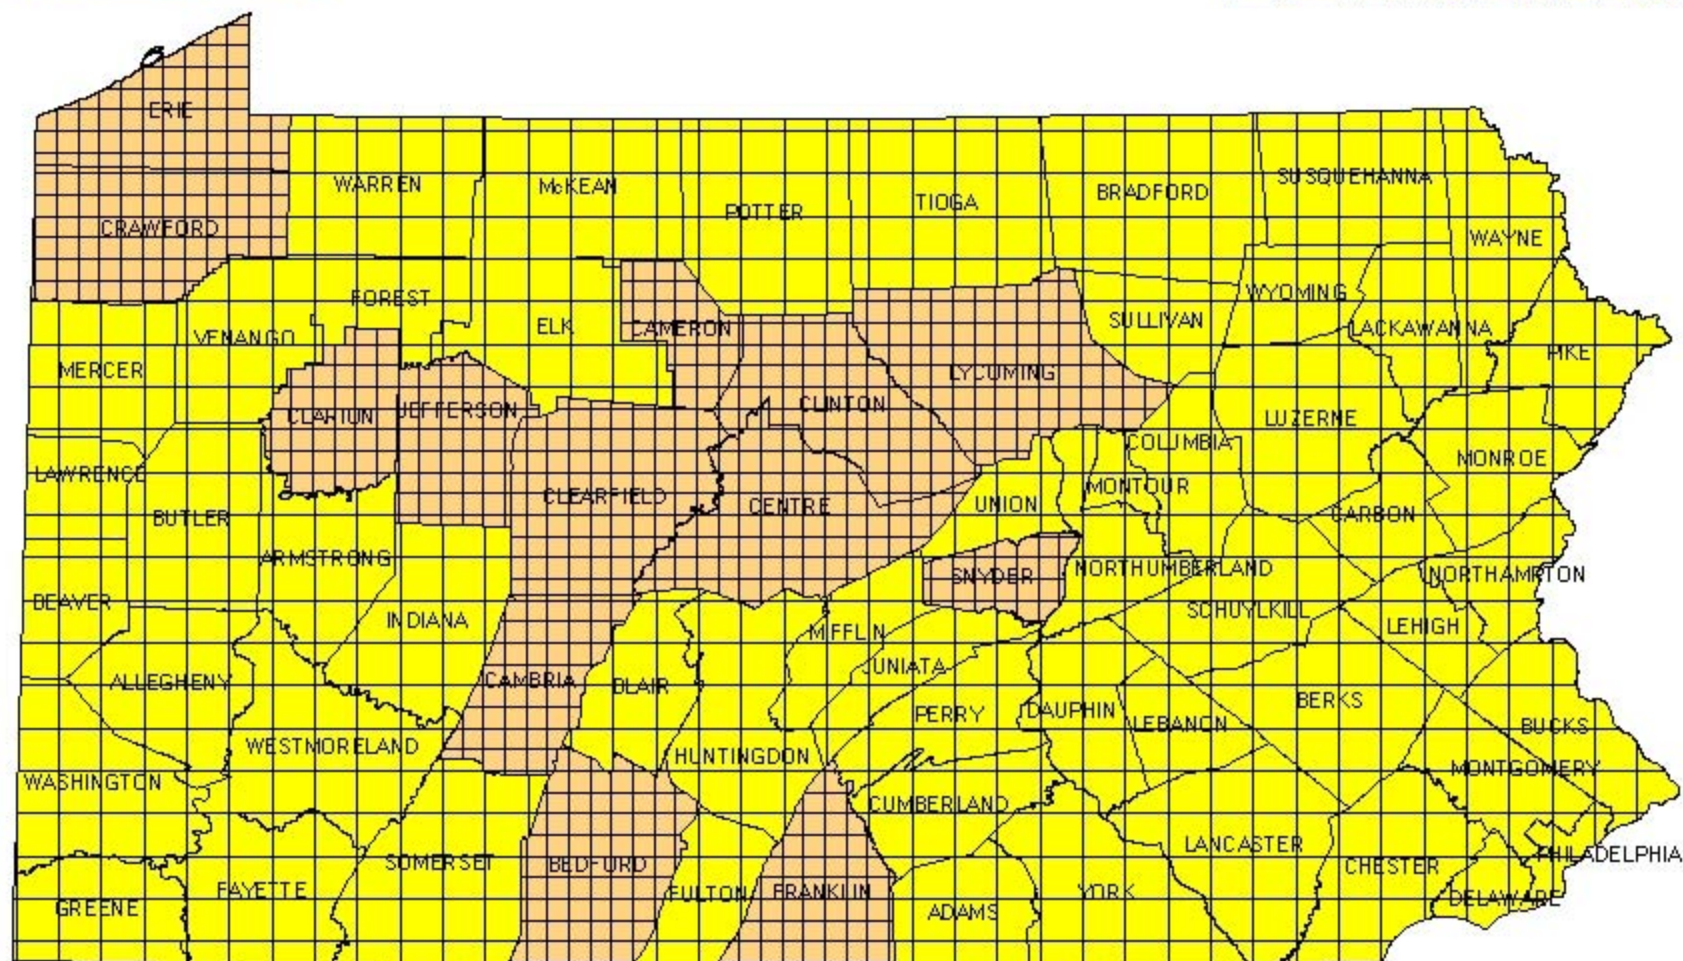 ERIE
WARREN
McKEAN
POTTER
TIOGA
BRADFORD
SUSQUEHANNA
CRAWFORD
WAYNE
FOREST
VENANGO
ELK
CAMERON
SULLIVAN
WYOMING
LACKAWANNA
PIKE
MERCER
CLARION
JEFFERSON
CLINTON
LYCOMING
LUZERNE
COLUMBIA
MONROE
LAWRENCE
BUTLER
CLEARFIELD
CENTRE
UNION
MONTOUR
CARBON
ARMSTRONG
SNYDER
NORTHUMBERLAND
NORTHAMPTON
BEAVER
INDIANA
MIFFLIN
SCHUYLKILL
LEHIGH
ALLEGHENY
CAMBRIA
BLAIR
JUNIATA
PERRY
DAUPHIN
LEBANON
BERKS
BUCKS
WESTMORELAND
HUNTINGDON
WASHINGTON
CUMBERLAND
MONTGOMERY
SOMERSET
BEDFORD
LANCASTER
CHESTER
PHILADELPHIA
GREENE
FAYETTE
FULTON
FRANKLIN
ADAMS
YORK
DELAWARE